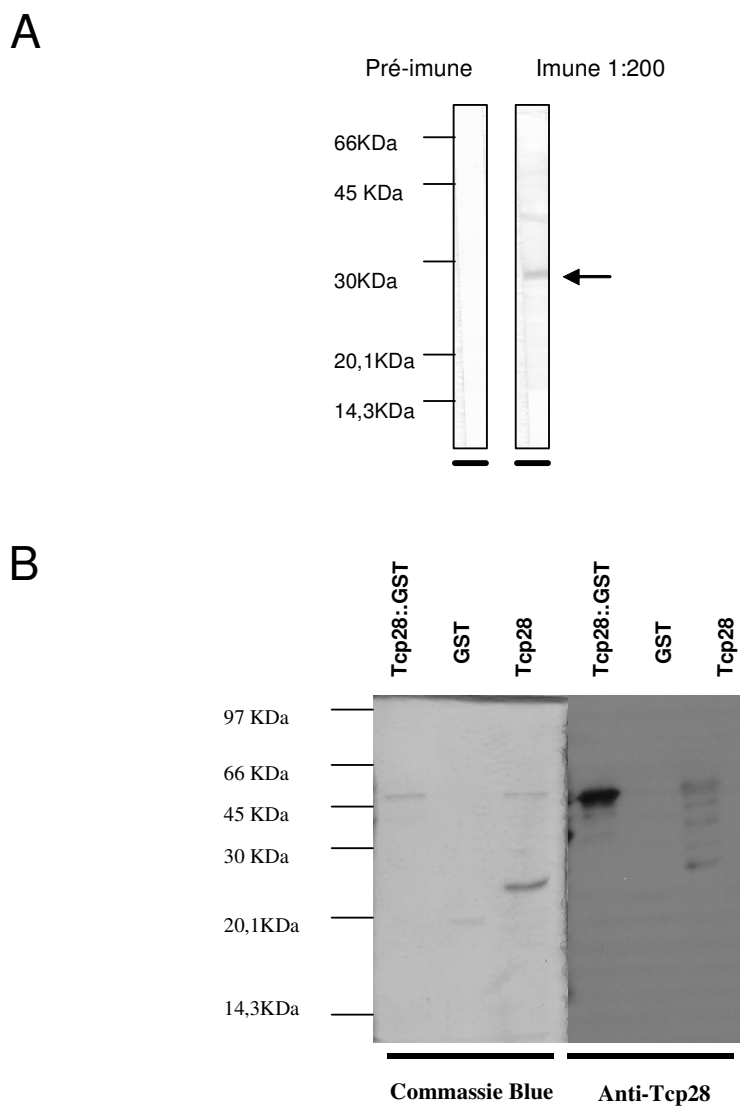 A
Pré-imune Imune 1:200
66KDa
45 KDa
30KDa
20,1KDa
14,3KDa
B
Tcp28:.GST GST Tcp28 Tcp28:.GST GST Tcp28
97 KDa
66 KDa
45 KDa
30 KDa
20,1KDa
14,3KDa
Commassie Blue Anti-Tcp28